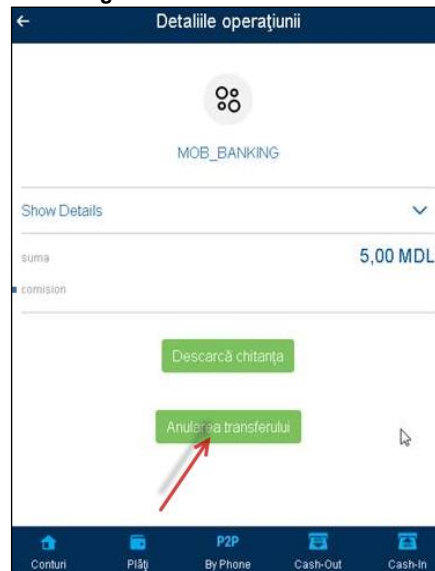 Detaliile operaţiunii
MOB_BANKING
Show Details
suma
5,00 MDL
comision
Descarcă chitanţa
Anularea transferului
P2P
Conturi
Plăţi
By Phone
Cash-Out
Cash-In